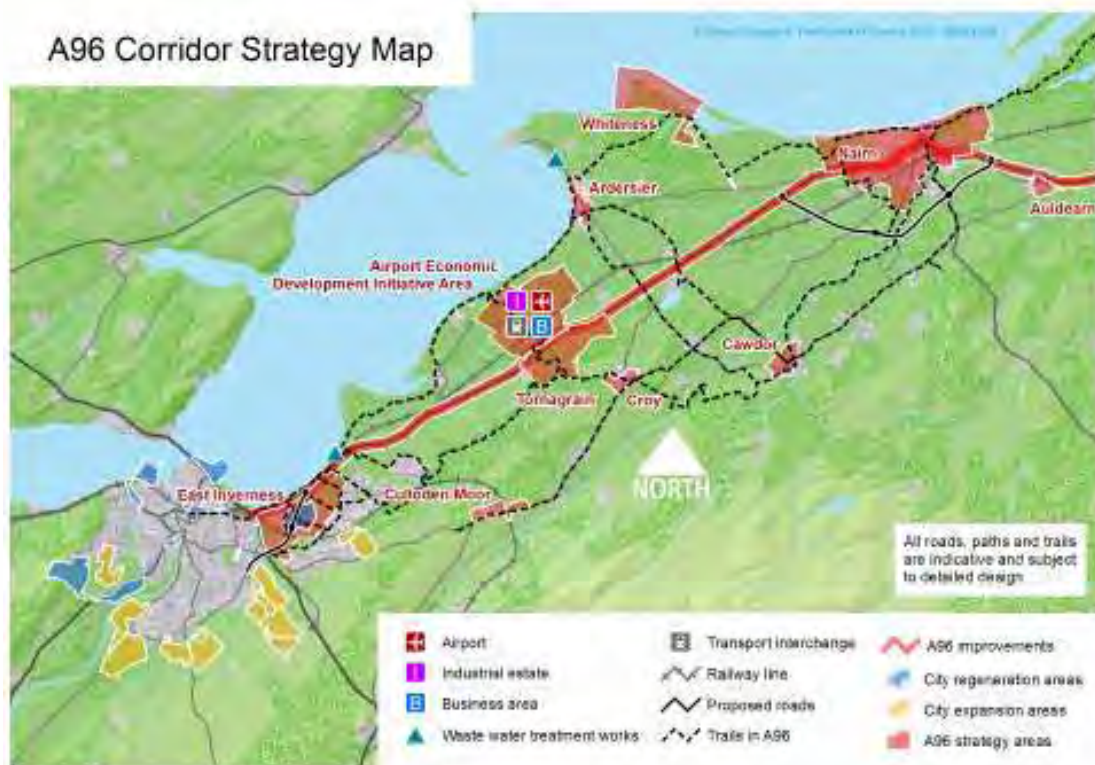 A96 Corridor Strategy Map
Whiteness
Nairn
Ardersier
Auldearn
Airport Economic
Development Initiative Area
I
B
Cawdor
Tornagrain
Croy
East Inverness
Culloden Moor
NORTH
All roads, paths and trails
are indicative and subject
to detailed design
Airport
I Industrial estate
B Business area
Waste water treatment works
Transport interchange
Railway line
Proposed roads
Trails in A96
A96 improvements
City regeneration areas
City expansion areas
A96 strategy areas